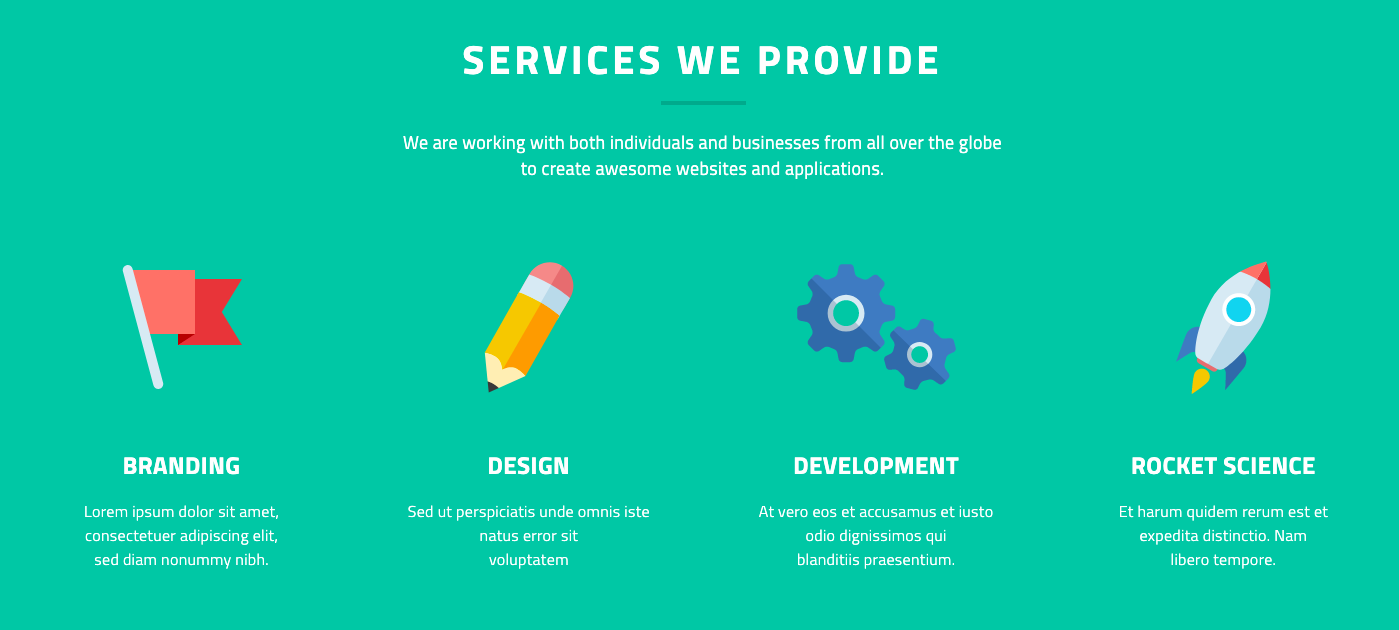 SERVICES WE PROVIDE
We are working with both individuals and businesses from all over the globe
to create awesome websites and applications.
BRANDING
Lorem ipsum dolor sit amet,
consectetuer adipiscing elit,
sed diam nonummy nibh.
DESIGN
Sed ut perspiciatis unde omnis iste
natus error sit
voluptatem
DEVELOPMENT
At vero eos et accusamus et iusto
odio dignissimos qui
blanditiis praesentium.
ROCKET SCIENCE
Et harum quidem rerum est et
expedita distinctio. Nam
libero tempore.